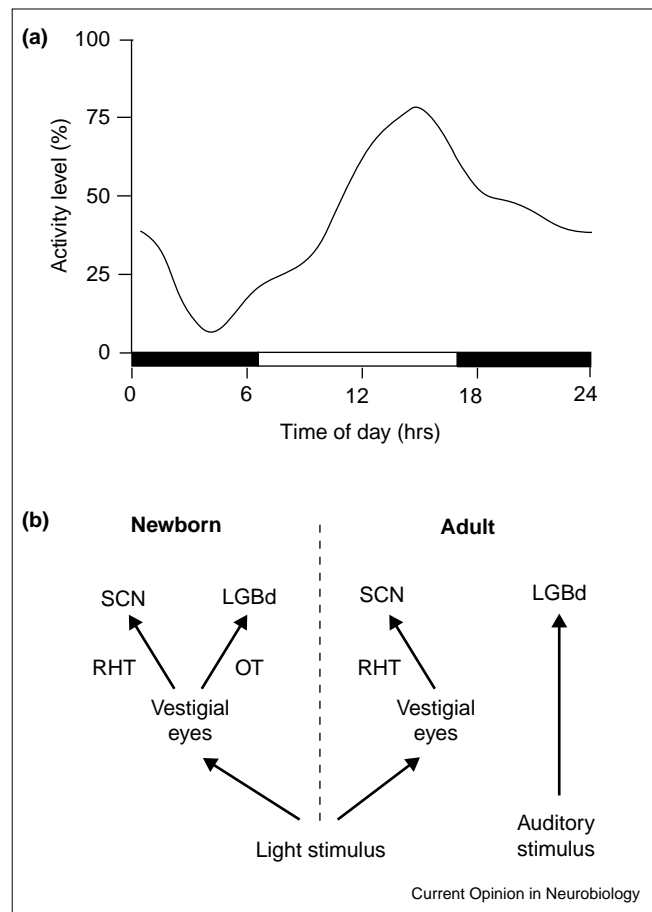 (a)
100
75
50
25
0
Activity level (%)
0 6 12 18 24
Time of day (hrs)
(b)
Newborn Adult
SCN LGBd SCN LGBd
RHT OT RHT
Vestigial
eyes
Vestigial
eyes
Light stimulus
Auditory
stimulus
Current Opinion in Neurobiology